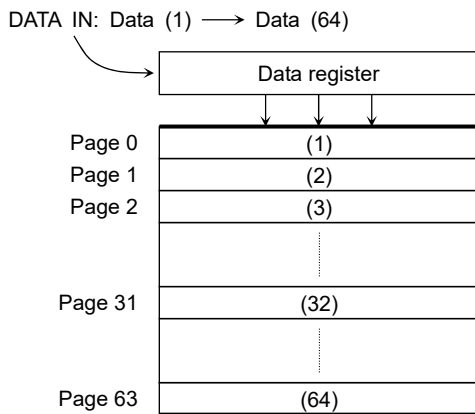 DATA IN: Data (1) ⟶ Data (64)
Data register
Page 0 (1)
Page 1 (2)
Page 2 (3)
Page 31 (32)
Page 63 (64)